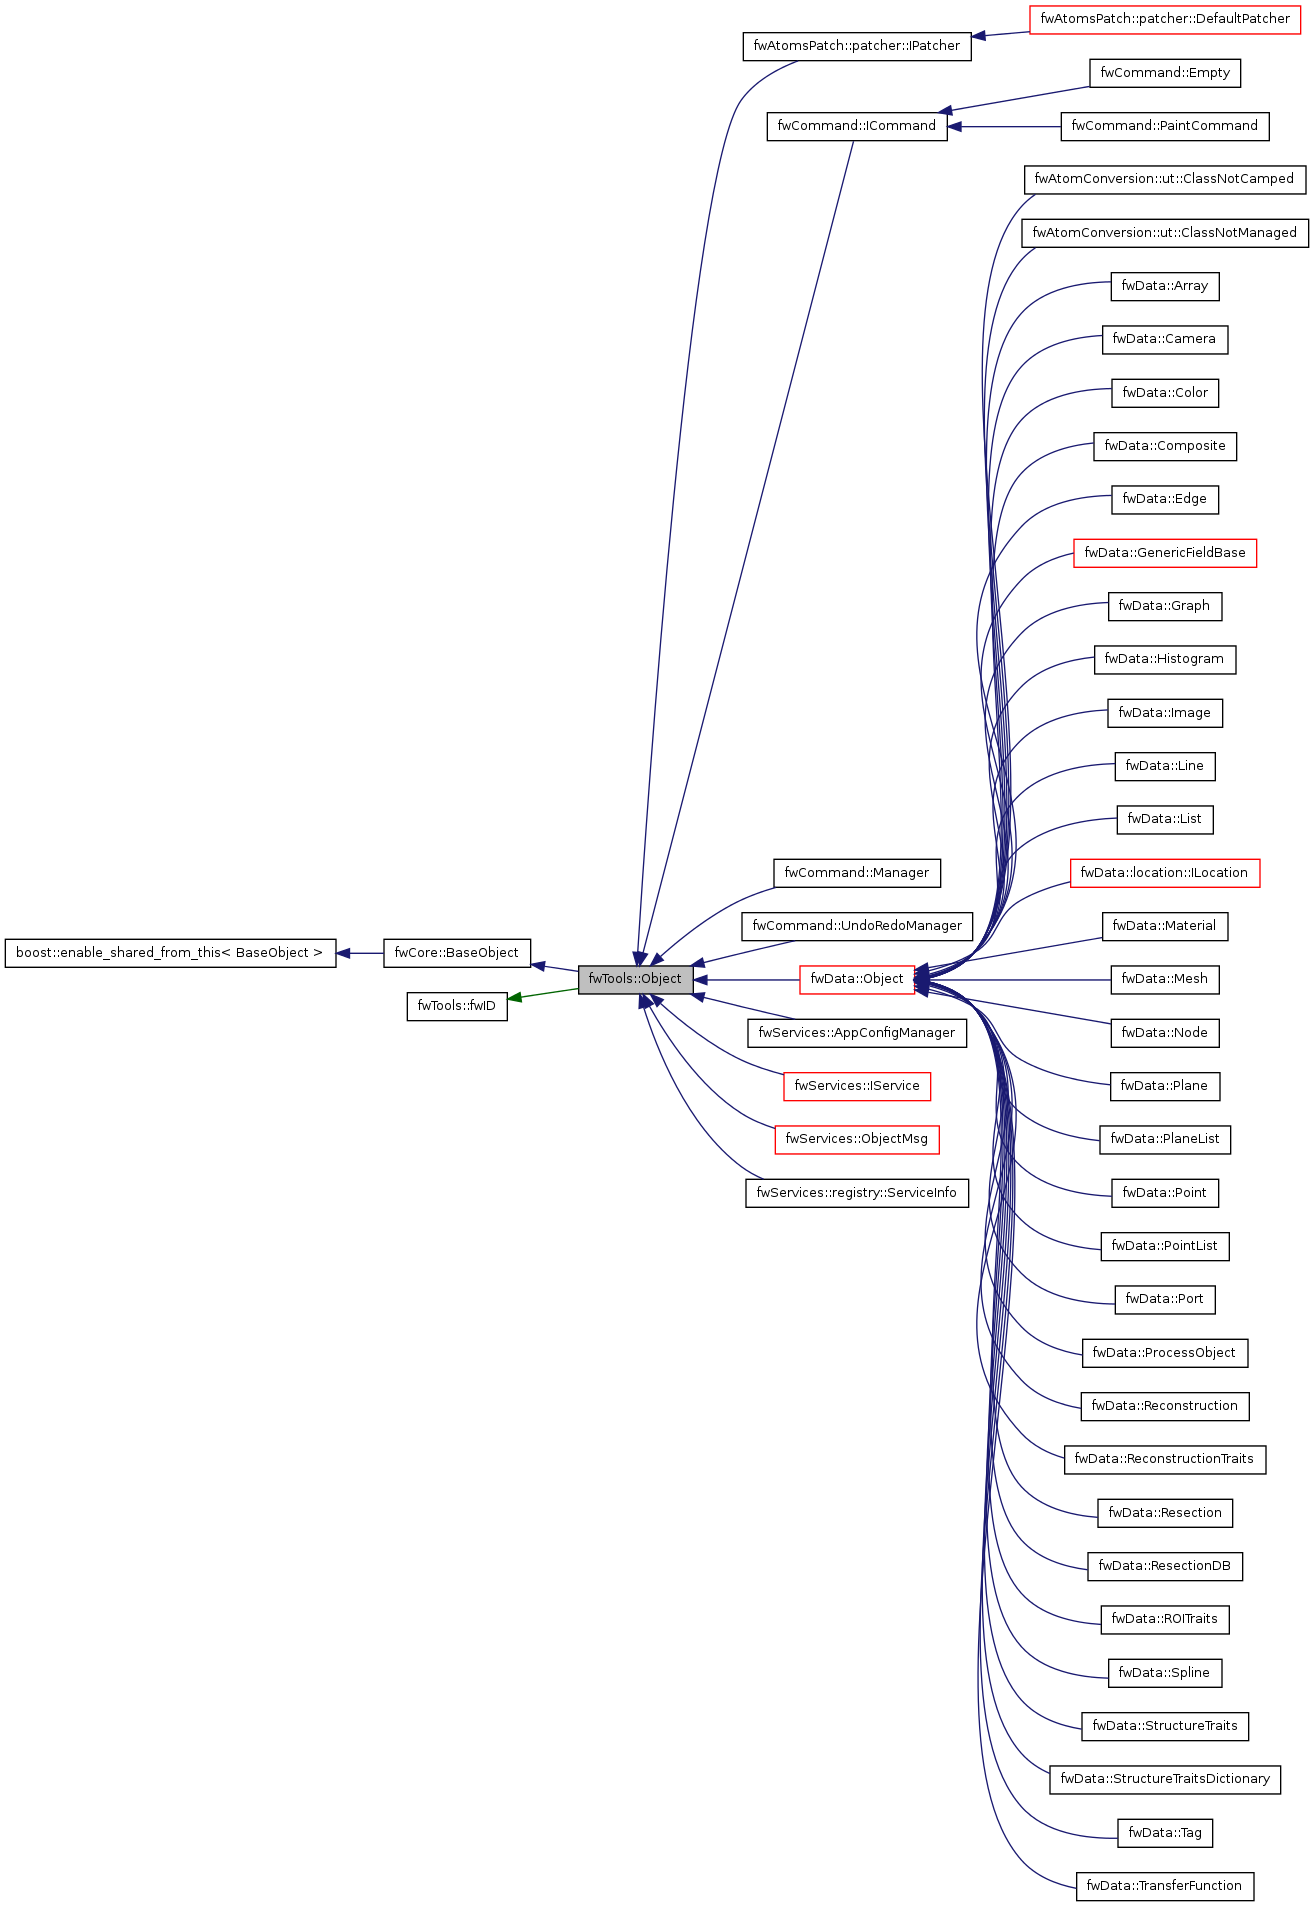 fwAtomsPatch::patcher::DefaultPatcher
fwAtomsPatch::patcher::IPatcher
fwCommand::Empty
fwCommand::ICommand
fwCommand::PaintCommand
fwAtomConversion::ut::ClassNotCamped
fwAtomConversion::ut::ClassNotManaged
fwData::Array
fwData::Camera
fwData::Color
fwData::Composite
fwData::Edge
fwData::GenericFieldBase
fwData::Graph
fwData::Histogram
fwData::Image
fwData::Line
fwData::List
fwCommand::Manager
fwData::location::ILocation
fwCommand::UndoRedoManager
fwData::Material
boost::enable_shared_from_this< BaseObject >
fwCore::BaseObject
fwTools::Object
fwData::Object
fwData::Mesh
fwTools::fwID
fwServices::AppConfigManager
fwData::Node
fwServices::IService
fwData::Plane
fwServices::ObjectMsg
fwData::PlaneList
fwServices::registry::ServiceInfo
fwData::Point
fwData::PointList
fwData::Port
fwData::ProcessObject
fwData::Reconstruction
fwData::ReconstructionTraits
fwData::Resection
fwData::ResectionDB
fwData::ROITraits
fwData::Spline
fwData::StructureTraits
fwData::StructureTraitsDictionary
fwData::Tag
fwData::TransferFunction